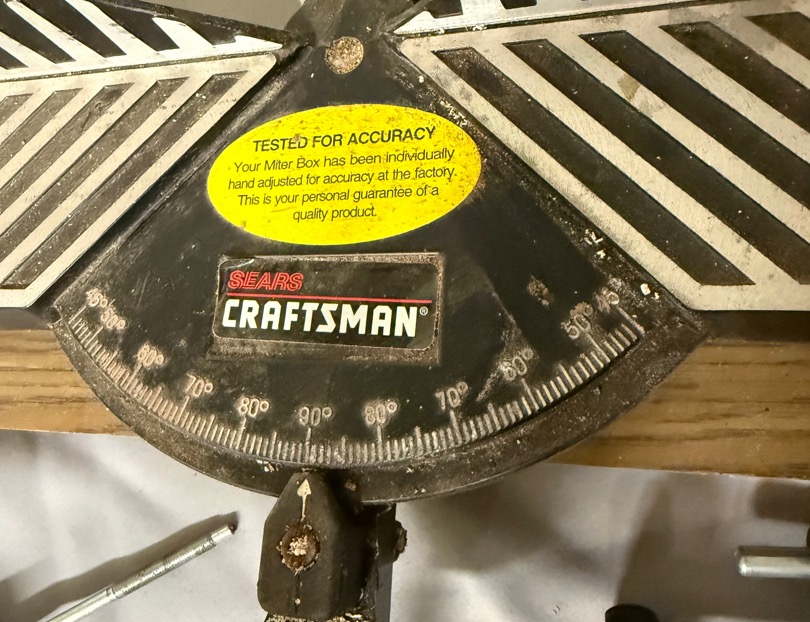 TESTED FOR ACCURACY
Your Miter Box has been individually
hand adjusted for accuracy at the factory.
This is your personal guarantee of a
quality product.
SEARS
CRAFTSMAN®
45° 50° 60° 70° 80° 90° 80° 70° 60° 50° 45